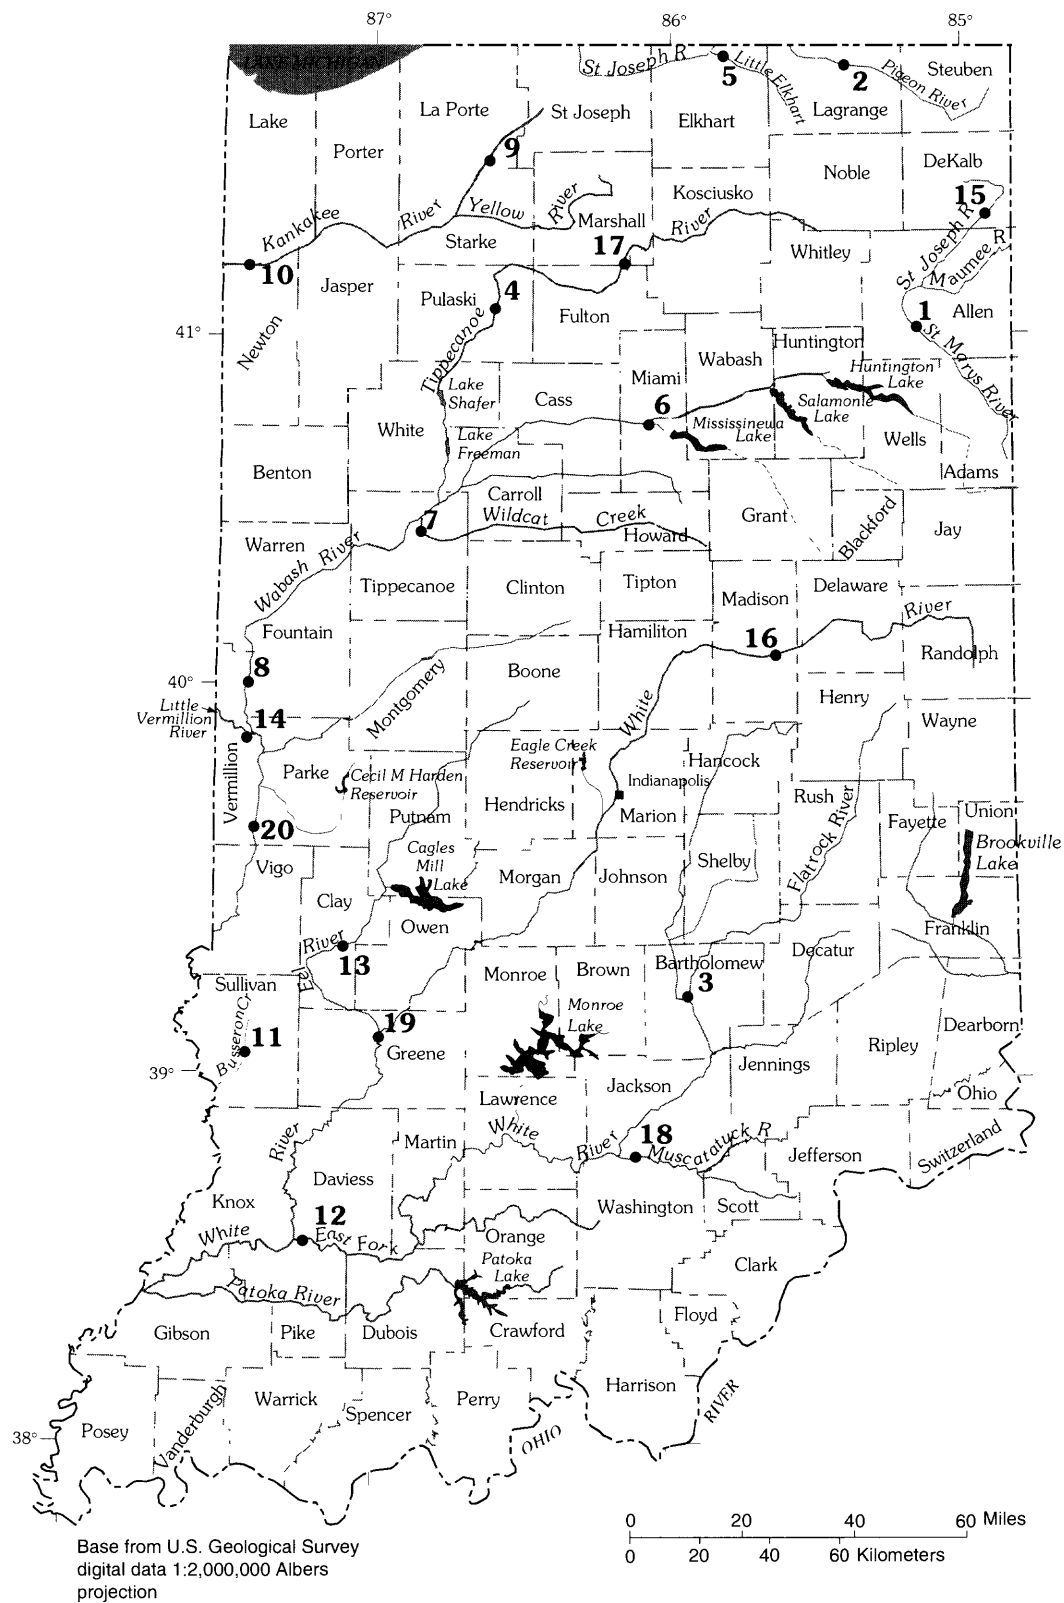 87°
86°
85°
LAKE MICHIGAN
St Joseph R
5
Little Elkhart
2
Pigeon River
Steuben
Lake
La Porte
St Joseph
Elkhart
Lagrange
Porter
9
Noble
DeKalb
Kosciusko
15
Kankakee
River
Yellow
River
Marshall
River
St Joseph R
Starke
17
Whitley
Maumee R
10
Jasper
Pulaski
4
Fulton
1
Allen
41°
Newton
Tippecanoe
Wabash
Huntington
St Marys River
Miami
Huntington
Lake
Lake
Shafer
Cass
6
Salamonie
Lake
White
Mississinewa
Lake
Lake
Freeman
Wells
Benton
Adams
Carroll
7
Wildcat
Creek
Grant
Blackford
Jay
Howard
Warren
Wabash River
Tippecanoe
Clinton
Tipton
Madison
Delaware
River
Fountain
Hamilton
16
Randolph
8
Boone
40°
Montgomery
Henry
Little
Vermillion
River
14
White
Wayne
Eagle Creek
Reservoir
Hancock
Vermillion
Parke
Cecil M Harden
Reservoir
Indianapolis
Rush
Putnam
Hendricks
Marion
Flatrock River
Fayette
Union
20
Brookville
Lake
Cagles
Mill
Lake
Vigo
Morgan
Johnson
Shelby
Clay
Owen
Franklin
River
Eel
13
Monroe
Brown
Bartholomew
Decatur
Sullivan
3
Busseron Cr
11
19
Monroe
Lake
Greene
Dearborn
Ripley
39°
Jennings
Jackson
Lawrence
Ohio
White
River
18
Muscatatuck R
Martin
River
Jefferson
Switzerland
Daviess
Knox
12
Washington
Scott
White
East Fork
Orange
Patoka
Lake
Clark
Patoka River
Floyd
Gibson
Pike
Dubois
Crawford
Harrison
RIVER
Warrick
Perry
Vanderburgh
Spencer
Posey
38°
OHIO
0 20 40 60 Miles
0 20 40 60 Kilometers
Base from U.S. Geological Survey
digital data 1:2,000,000 Albers
projection